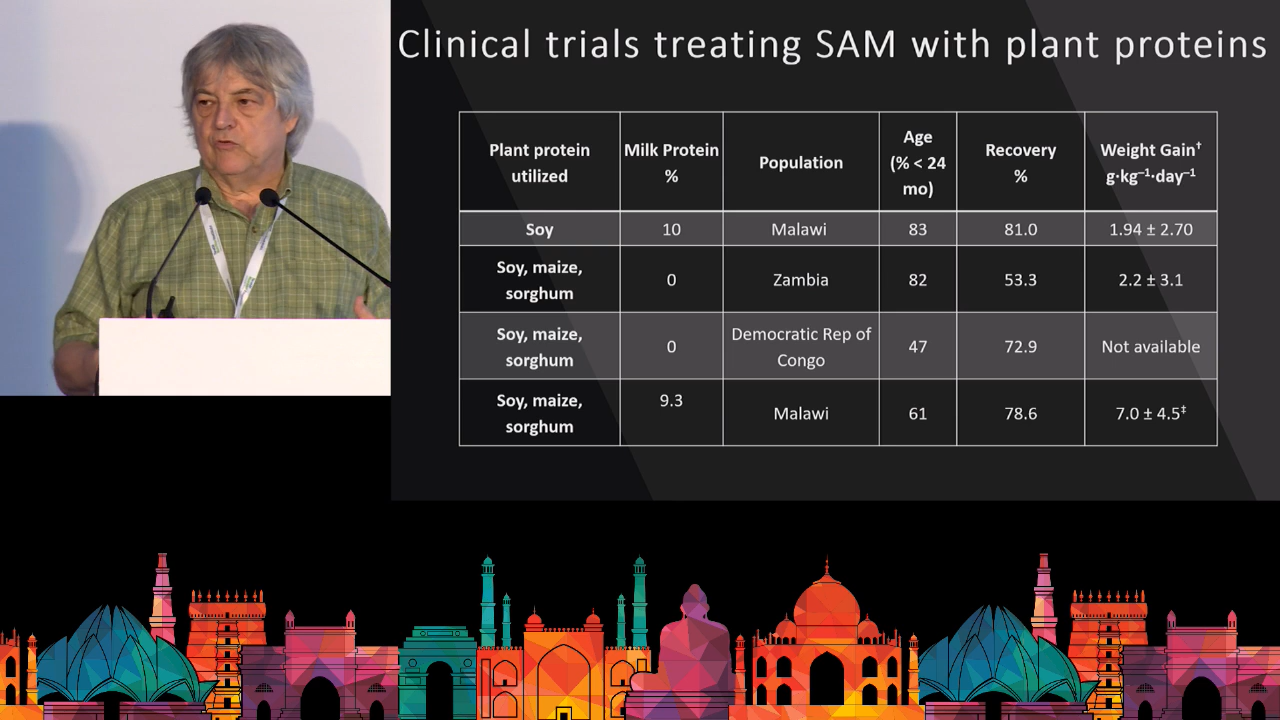 Clinical trials treating SAM with plant proteins
Plant protein
utilized
Milk Protein
%
Population
Age
(% < 24
mo)
Recovery
%
Weight Gain†
g·kg⁻¹·day⁻¹
Soy
10
Malawi
83
81.0
1.94 ± 2.70
Soy, maize,
sorghum
0
Zambia
82
53.3
2.2 ± 3.1
Soy, maize,
sorghum
0
Democratic Rep of
Congo
47
72.9
Not available
Soy, maize,
sorghum
9.3
Malawi
61
78.6
7.0 ± 4.5‡